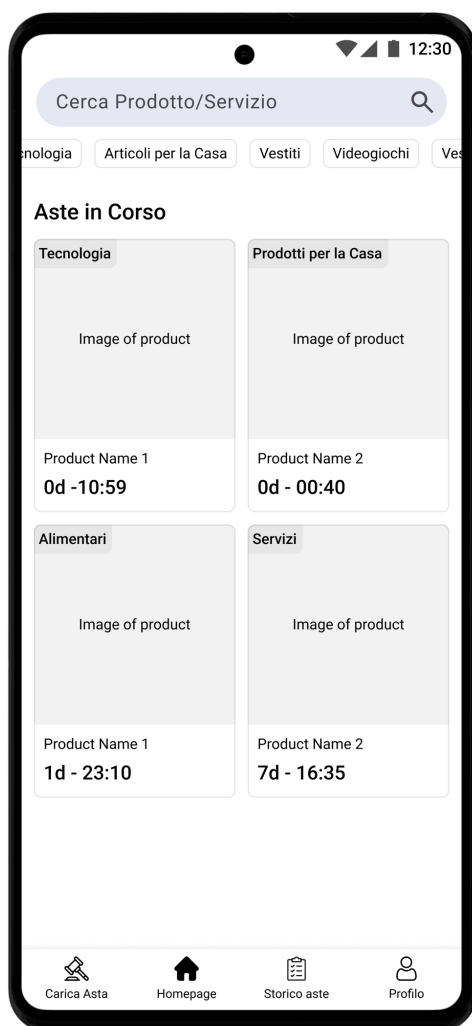 12:30
Cerca Prodotto/Servizio
cnologia Articoli per la Casa Vestiti Videogiochi Ves
Aste in Corso
Tecnologia Prodotti per la Casa
Image of product Image of product
Product Name 1 Product Name 2
0d -10:59 0d - 00:40
Alimentari Servizi
Image of product Image of product
Product Name 1 Product Name 2
1d - 23:10 7d - 16:35
Carica Asta Homepage Storico aste Profilo